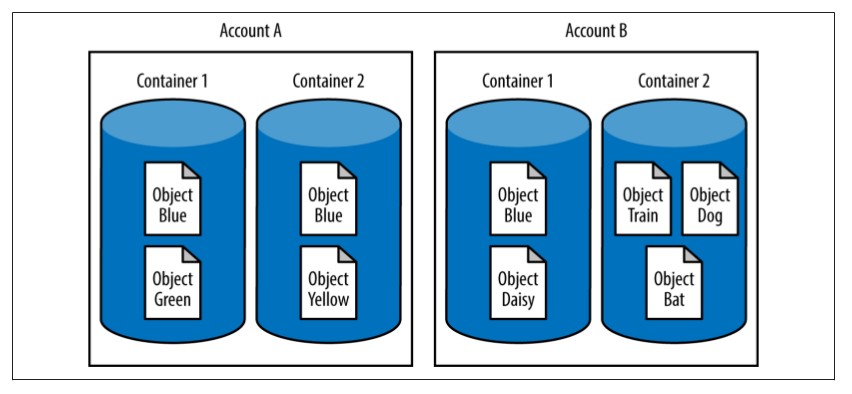 Account A
Account B
Container 1
Container 2
Container 1
Container 2
Object
Blue
Object
Green
Object
Blue
Object
Yellow
Object
Blue
Object
Daisy
Object
Train
Object
Dog
Object
Bat